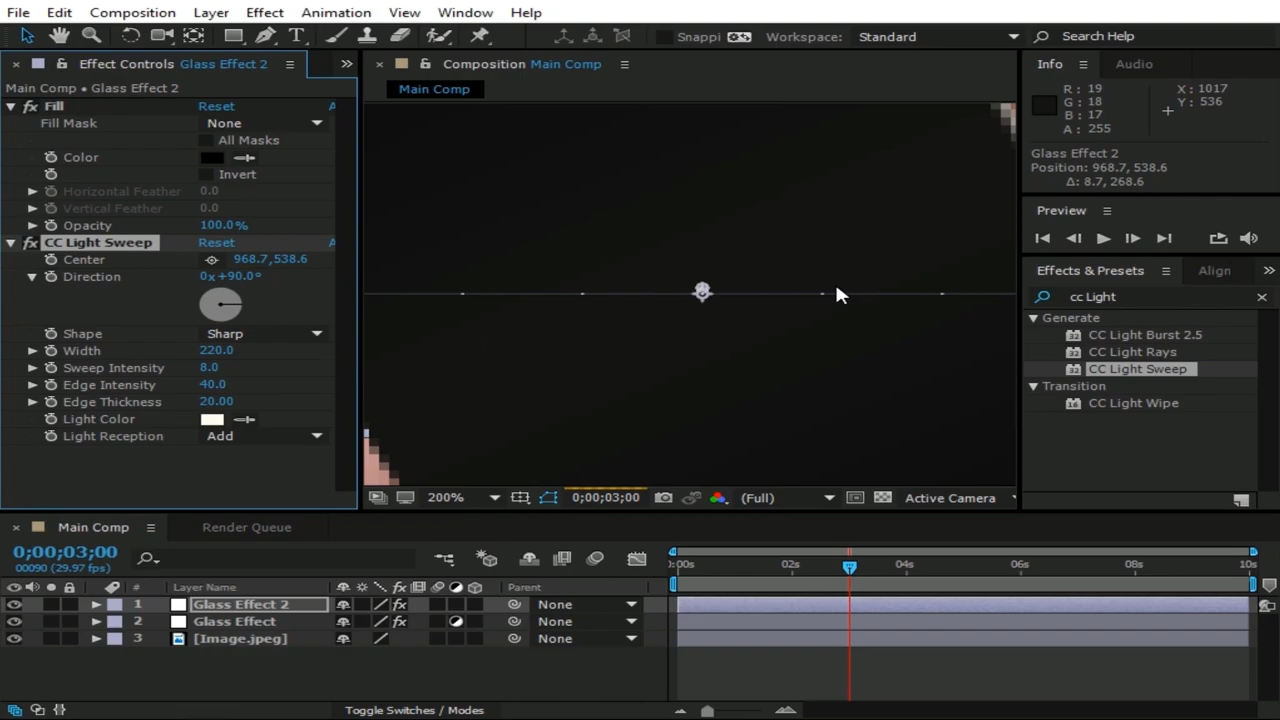 File Edit Composition Layer Effect Animation View Window Help
Snappi Workspace: Standard Search Help
× Effect Controls Glass Effect 2 Composition Main Comp Info Audio
Main Comp • Glass Effect 2
Main Comp
R: 19 X: 1017
G: 18 Y: 536
B: 17
A: 255
Glass Effect 2
Position: 968.7, 538.6
Δ: 8.7, 268.6
fx Fill Reset A
Fill Mask None
All Masks
Color
Invert
Horizontal Feather 0.0
Vertical Feather 0.0
Opacity 100.0%
fx CC Light Sweep Reset A
Center 968.7,538.6
Direction 0x+90.0°
Shape Sharp
Width 220.0
Sweep Intensity 8.0
Edge Intensity 40.0
Edge Thickness 20.00
Light Color
Light Reception Add
Preview
Effects & Presets Align
cc Light
Generate
32 CC Light Burst 2.5
32 CC Light Rays
32 CC Light Sweep
Transition
16 CC Light Wipe
200% 0;00;03;00 (Full) Active Camera
× Main Comp Render Queue
0;00;03;00
00090 (29.97 fps)
:00s 02s 04s 06s 08s 10s
# Layer Name fx Parent
1 Glass Effect 2 fx None
2 Glass Effect fx None
3 [Image.jpeg] None
Toggle Switches / Modes